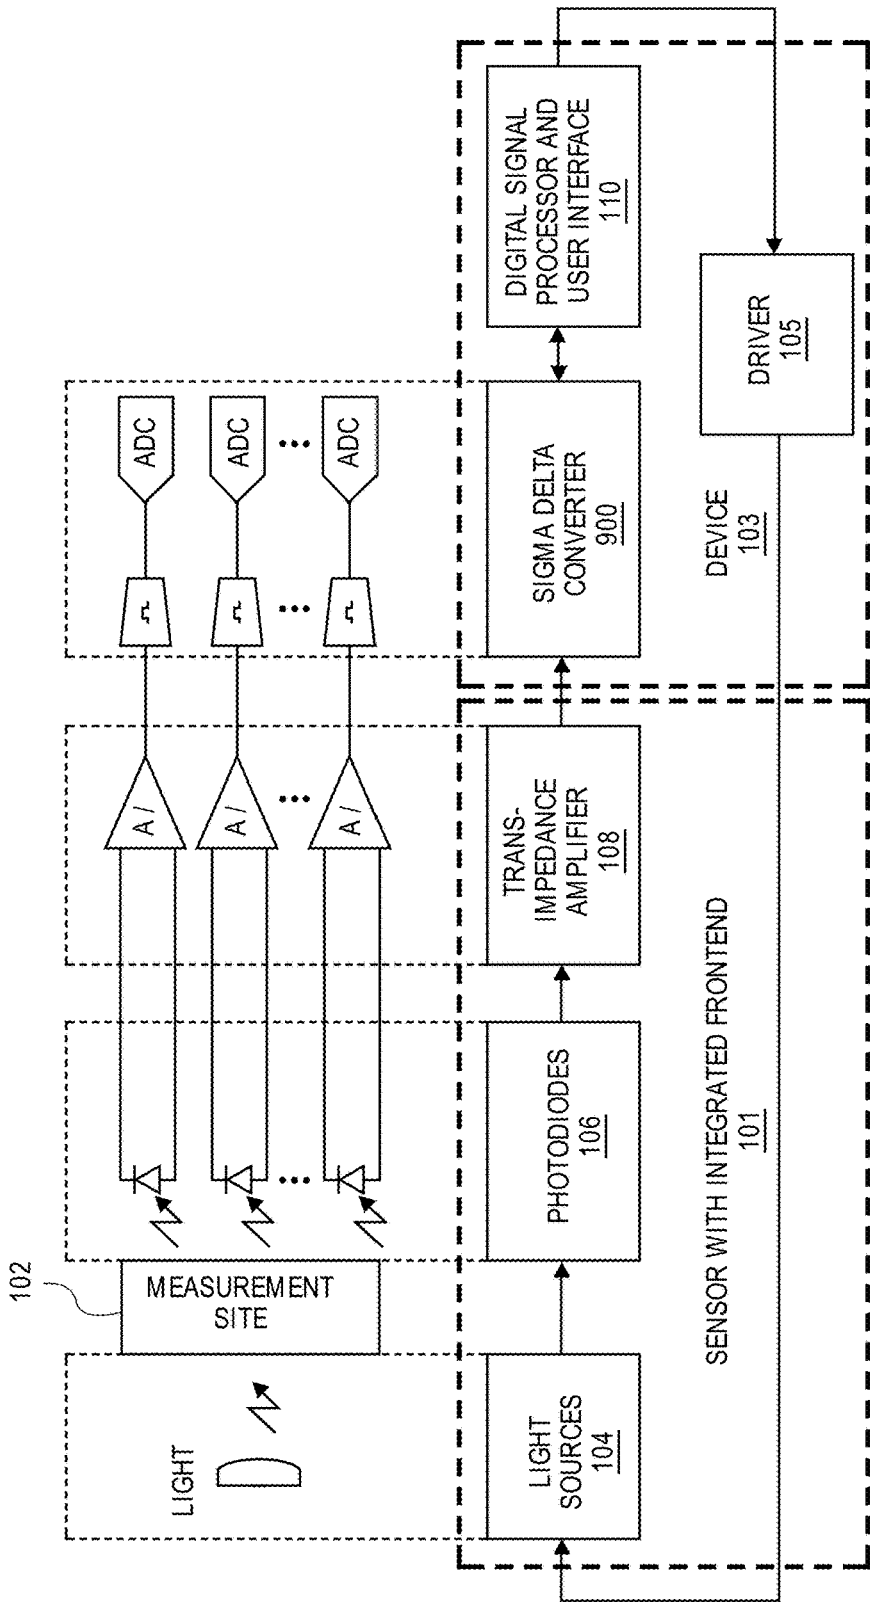 LIGHT
102
MEASUREMENT
SITE
A /
A /
A /
ADC
ADC
ADC
LIGHT
SOURCES
104
PHOTODIODES
106
TRANS-
IMPEDANCE
AMPLIFIER
108
SIGMA DELTA
CONVERTER
900
DIGITAL SIGNAL
PROCESSOR AND
USER INTERFACE
110
SENSOR WITH INTEGRATED FRONTEND
101
DEVICE
103
DRIVER
105